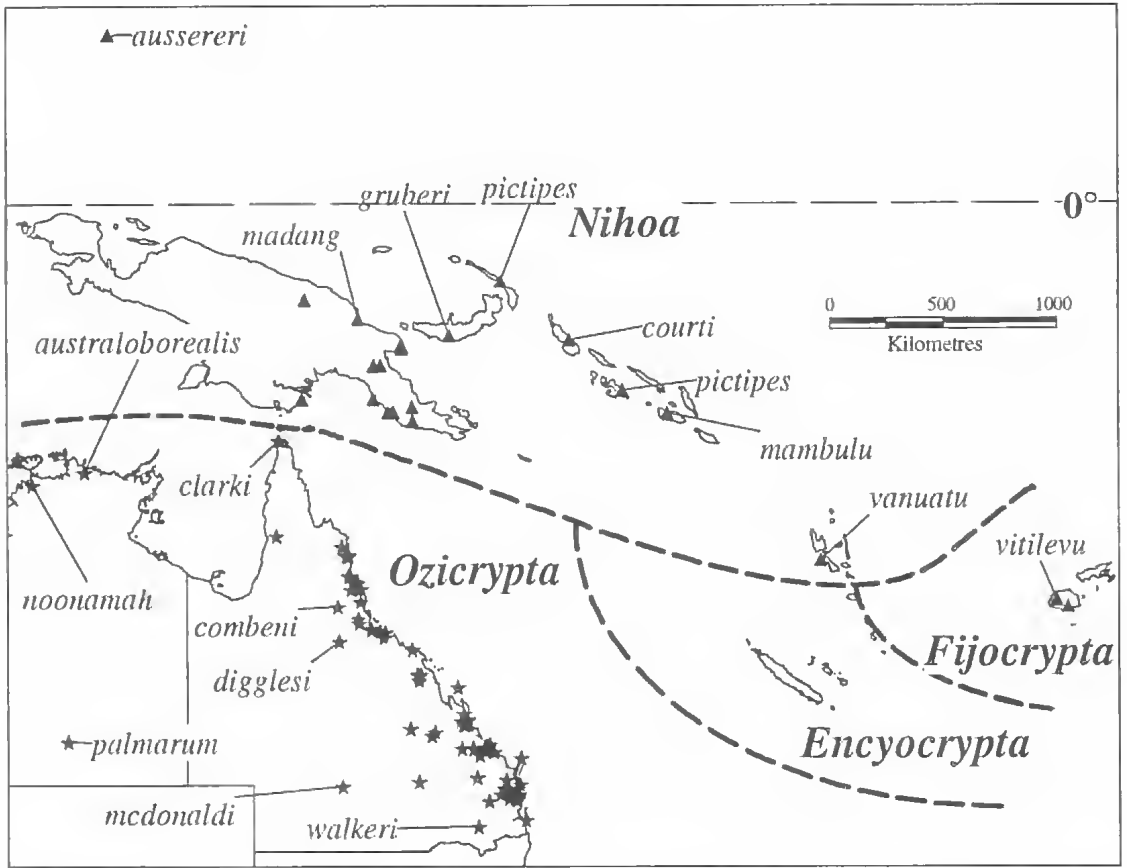 aussereri
gruberi
pictipes
0°
Nihoa
madang
0 500 1000
Kilometres
courti
australoborealis
pictipes
mambulu
clarki
vanuatu
vitilevu
Ozicrypta
noonamah
combeni
Fijocrypta
digglesi
Encyocrypta
palmarum
mcdonaldi
walkeri